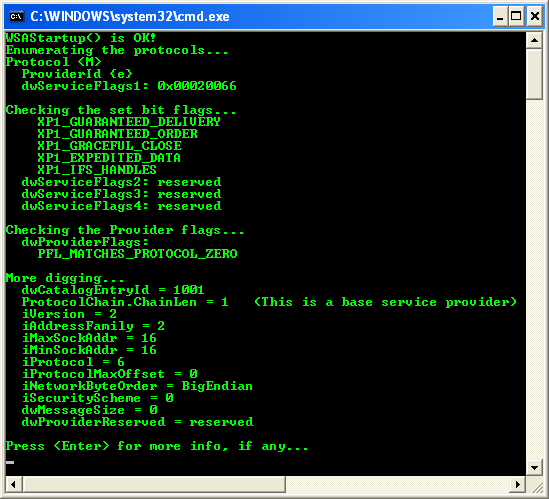 C:\WINDOWS\system32\cmd.exe
WSAStartup() is OK!
Enumerating the protocols...
Protocol <M>
  ProviderId {e}
  dwServiceFlags1: 0x00020066

Checking the set bit flags...
    XP1_GUARANTEED_DELIVERY
    XP1_GUARANTEED_ORDER
    XP1_GRACEFUL_CLOSE
    XP1_EXPEDITED_DATA
    XP1_IFS_HANDLES
  dwServiceFlags2: reserved
  dwServiceFlags3: reserved
  dwServiceFlags4: reserved

Checking the Provider flags...
  dwProviderFlags:
    PFL_MATCHES_PROTOCOL_ZERO

More digging...
  dwCatalogEntryId = 1001
  ProtocolChain.ChainLen = 1   (This is a base service provider)
  iVersion = 2
  iAddressFamily = 2
  iMaxSockAddr = 16
  iMinSockAddr = 16
  iProtocol = 6
  iProtocolMaxOffset = 0
  iNetworkByteOrder = BigEndian
  iSecurityScheme = 0
  dwMessageSize = 0
  dwProviderReserved = reserved

Press <Enter> for more info, if any...